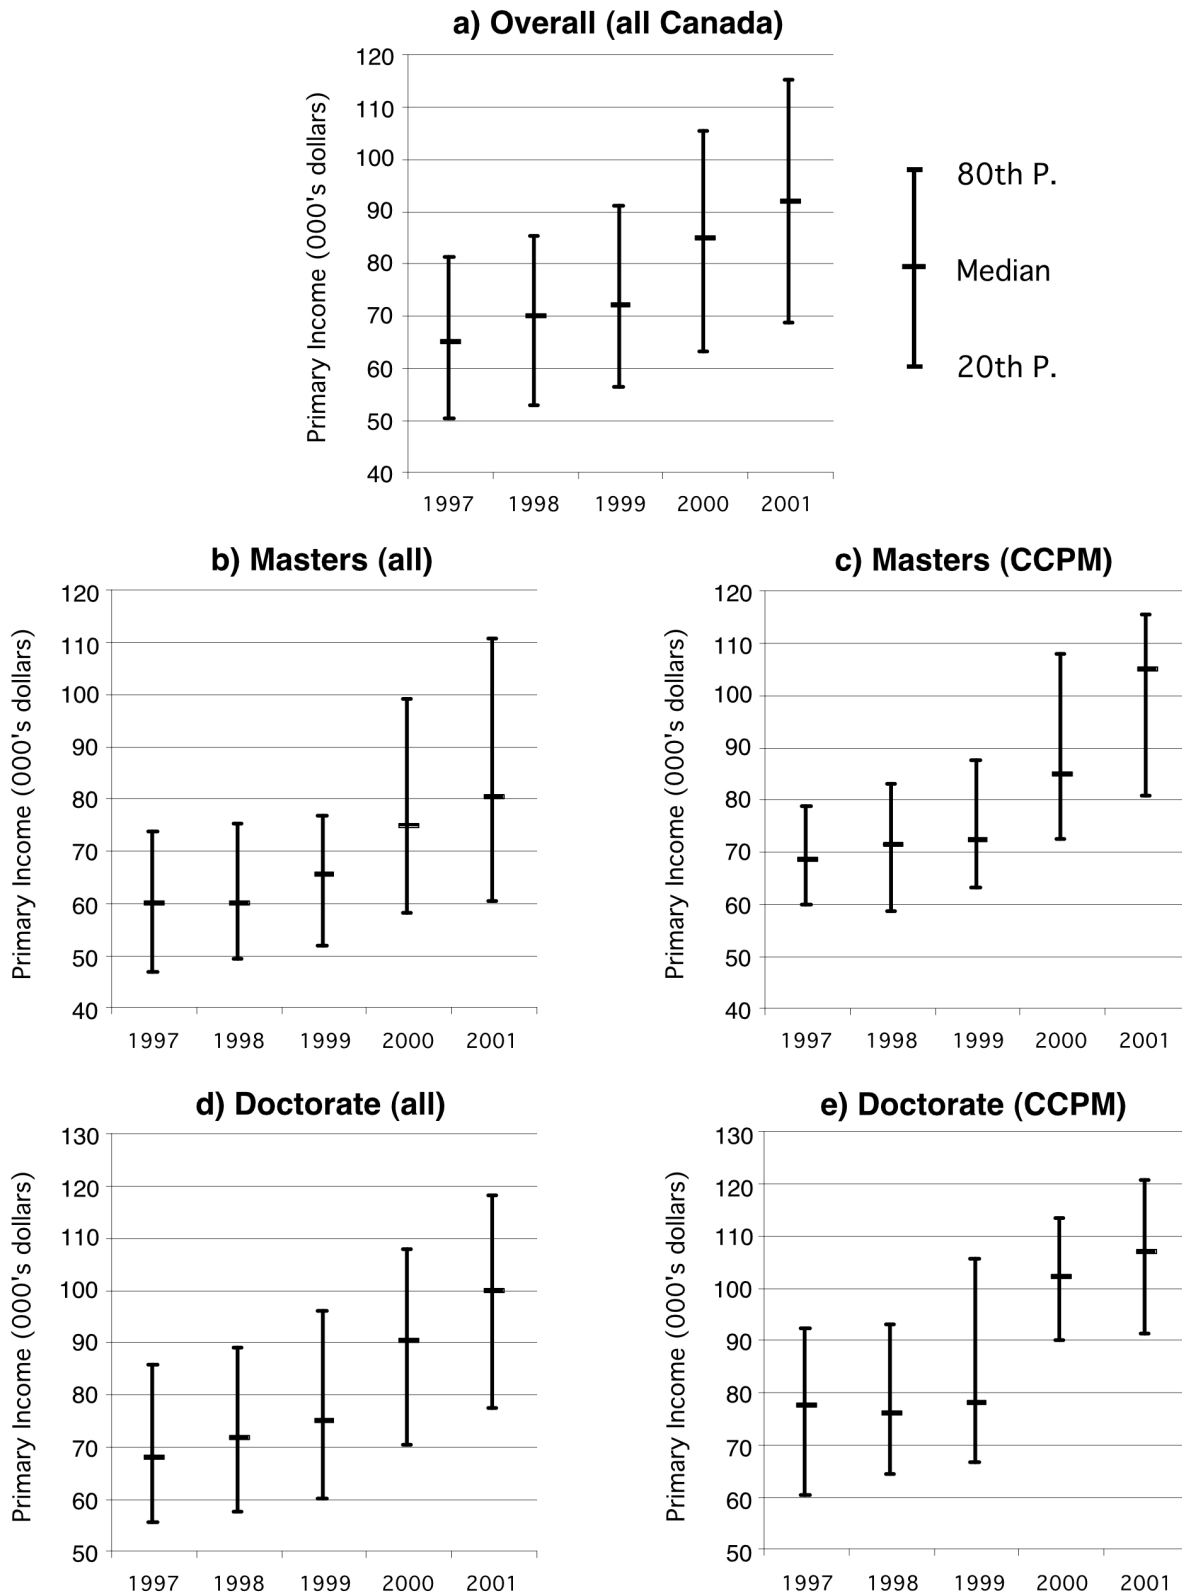 a) Overall (all Canada)
Primary Income (000's dollars)
120
110
100
90
80
70
60
50
40
1997 1998 1999 2000 2001
80th P.
Median
20th P.
b) Masters (all)
Primary Income (000's dollars)
120
110
100
90
80
70
60
50
40
1997 1998 1999 2000 2001
c) Masters (CCPM)
Primary Income (000's dollars)
120
110
100
90
80
70
60
50
40
1997 1998 1999 2000 2001
d) Doctorate (all)
Primary Income (000's dollars)
130
120
110
100
90
80
70
60
50
1997 1998 1999 2000 2001
e) Doctorate (CCPM)
Primary Income (000's dollars)
130
120
110
100
90
80
70
60
50
1997 1998 1999 2000 2001